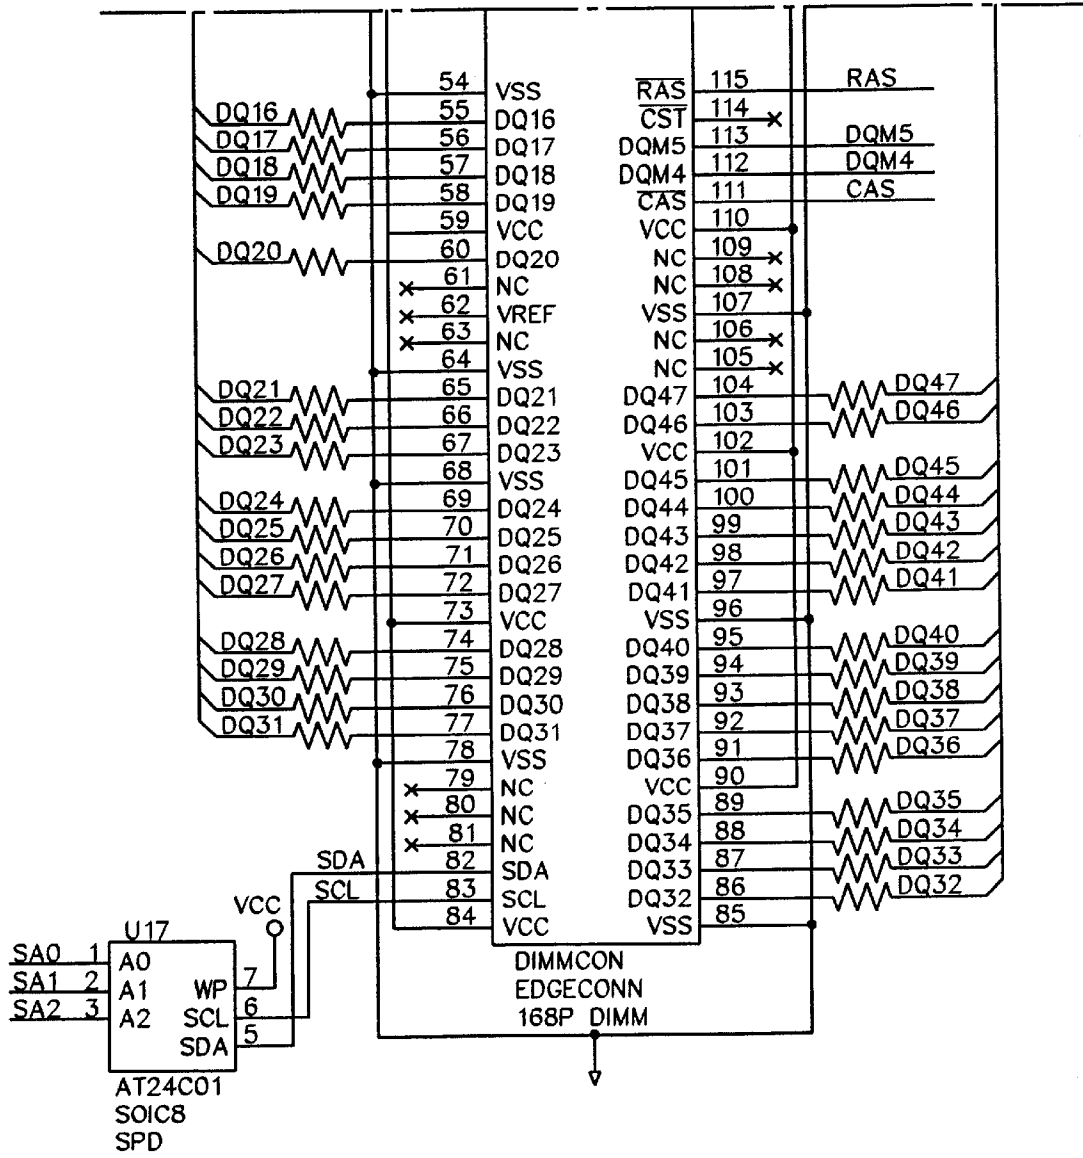 54 VSS RAS 115 RAS
DQ16 55 DQ16 CST 114
DQ17 56 DQ17 DQM5 113 DQM5
DQ18 57 DQ18 DQM4 112 DQM4
DQ19 58 DQ19 CAS 111 CAS
59 VCC VCC 110
DQ20 60 DQ20 NC 109
61 NC NC 108
62 VREF VSS 107
63 NC NC 106
64 VSS NC 105
DQ21 65 DQ21 DQ47 104 DQ47
DQ22 66 DQ22 DQ46 103 DQ46
DQ23 67 DQ23 VCC 102
68 VSS DQ45 101 DQ45
DQ24 69 DQ24 DQ44 100 DQ44
DQ25 70 DQ25 DQ43 99 DQ43
DQ26 71 DQ26 DQ42 98 DQ42
DQ27 72 DQ27 DQ41 97 DQ41
73 VCC VSS 96
DQ28 74 DQ28 DQ40 95 DQ40
DQ29 75 DQ29 DQ39 94 DQ39
DQ30 76 DQ30 DQ38 93 DQ38
DQ31 77 DQ31 DQ37 92 DQ37
78 VSS DQ36 91 DQ36
79 NC VCC 90
80 NC DQ35 89 DQ35
81 NC DQ34 88 DQ34
SDA 82 SDA DQ33 87 DQ33
SCL 83 SCL DQ32 86 DQ32
84 VCC VSS 85
VCC
U17
SA0 1 A0
SA1 2 A1 WP 7
SA2 3 A2 SCL 6
SDA 5
AT24C01
SOIC8
SPD
DIMMCON
EDGECONN
168P DIMM